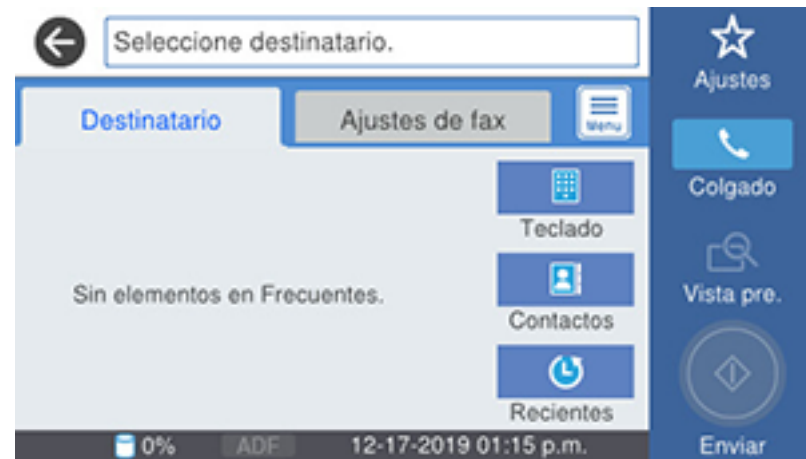 Seleccione destinatario.
Ajustes
Destinatario
Ajustes de fax
Menu
Colgado
Teclado
Sin elementos en Frecuentes.
Vista pre.
Contactos
Recientes
0% ADF 12-17-2019 01:15 p.m.
Enviar